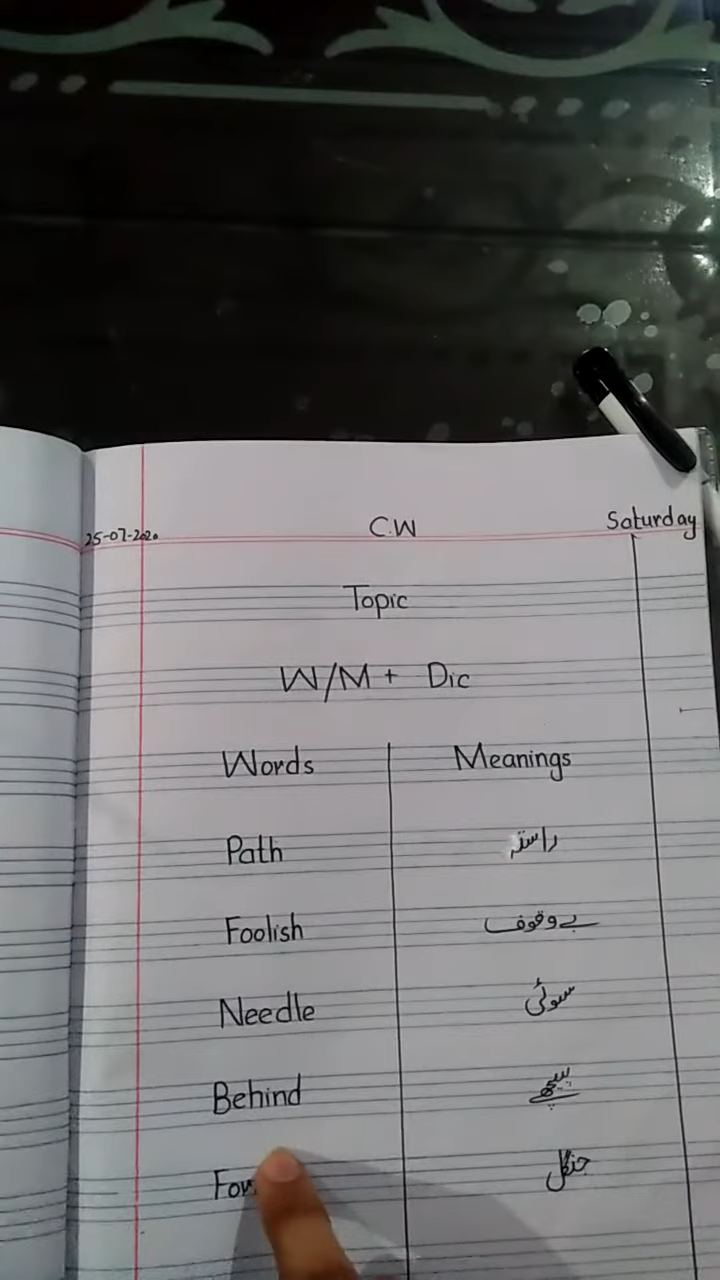 25-07-2020 C.W Saturday
Topic
W/M + Dic
Words Meanings
Path راستہ
Foolish بے وقوف
Needle سوئی
Behind پیچھے
جنگل